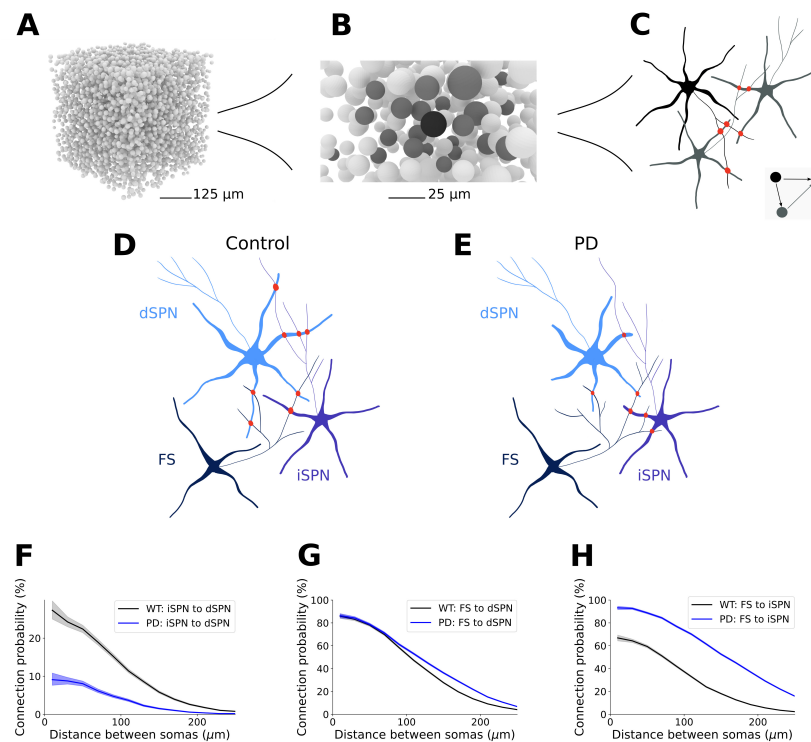 A
B
C
125 μm
25 μm
D
Control
E
PD
dSPN
dSPN
FS
iSPN
FS
iSPN
F
G
H
Connection probability (%)
20
10
0
WT: iSPN to dSPN
PD: iSPN to dSPN
0
100
200
Distance between somas (μm)
Connection probability (%)
100
80
60
40
20
0
WT: FS to dSPN
PD: FS to dSPN
0
100
200
Distance between somas (μm)
Connection probability (%)
100
80
60
40
20
0
WT: FS to iSPN
PD: FS to iSPN
0
100
200
Distance between somas (μm)